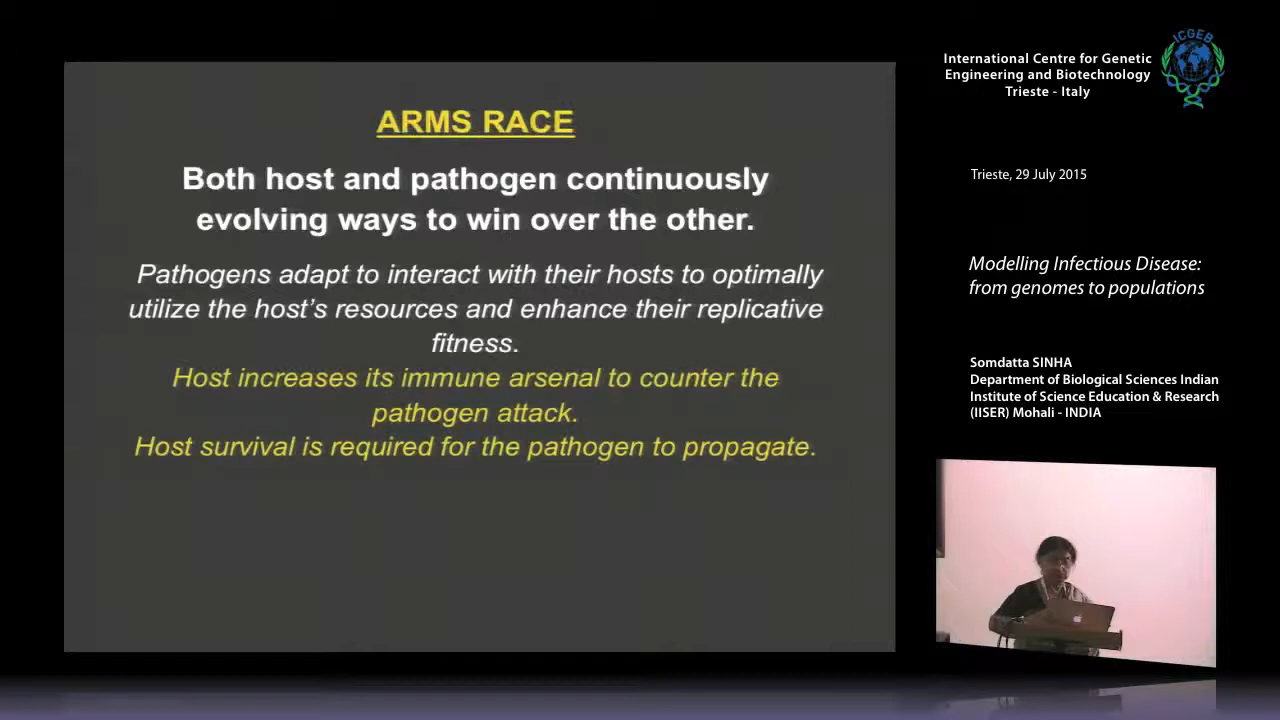 ARMS RACE
Both host and pathogen continuously
evolving ways to win over the other.
Pathogens adapt to interact with their hosts to optimally
utilize the host's resources and enhance their replicative
fitness.
Host increases its immune arsenal to counter the
pathogen attack.
Host survival is required for the pathogen to propagate.
International Centre for Genetic
Engineering and Biotechnology
Trieste - Italy
ICGEB
Trieste, 29 July 2015
Modelling Infectious Disease:
from genomes to populations
Somdatta SINHA
Department of Biological Sciences Indian
Institute of Science Education & Research
(IISER) Mohali - INDIA